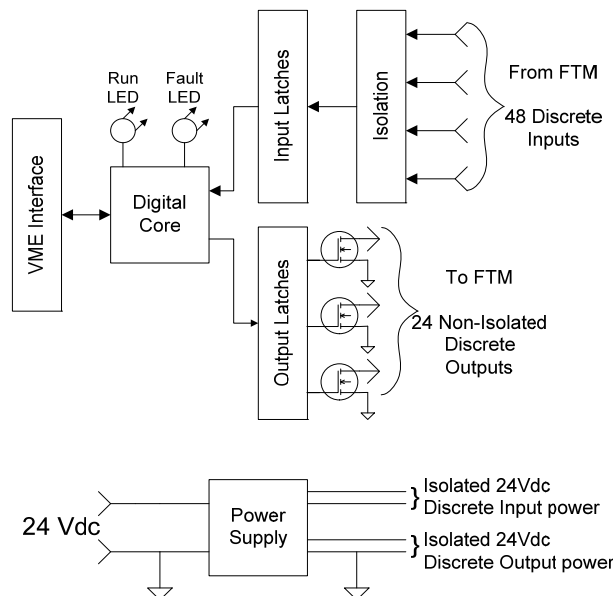 Run
LED
Fault
LED
VME Interface
Digital
Core
Input Latches
Isolation
From FTM
48 Discrete
Inputs
Output Latches
To FTM
24 Non-Isolated
Discrete
Outputs
24 Vdc
Power
Supply
Isolated 24Vdc
Discrete Input power
Isolated 24Vdc
Discrete Output power